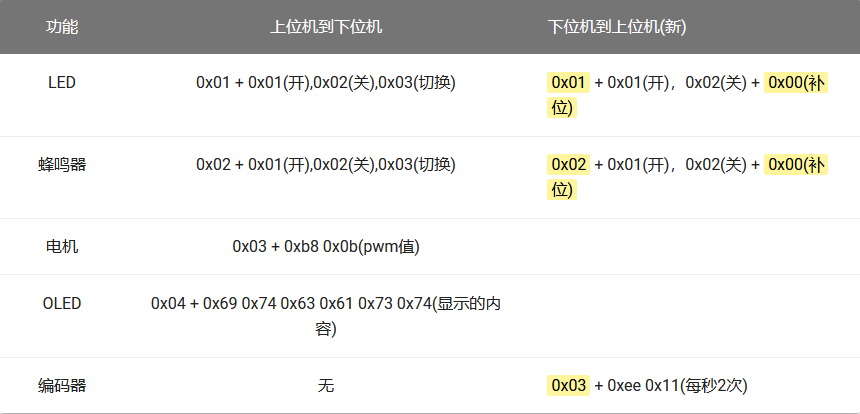 功能 上位机到下位机 下位机到上位机(新)
LED 0x01 + 0x01(开),0x02(关),0x03(切换) 0x01 + 0x01(开)，0x02(关) + 0x00(补
位)
蜂鸣器 0x02 + 0x01(开),0x02(关),0x03(切换) 0x02 + 0x01(开)，0x02(关) + 0x00(补
位)
电机 0x03 + 0xb8 0x0b(pwm值)
OLED 0x04 + 0x69 0x74 0x63 0x61 0x73 0x74(显示的内
容)
编码器 无 0x03 + 0xee 0x11(每秒2次)